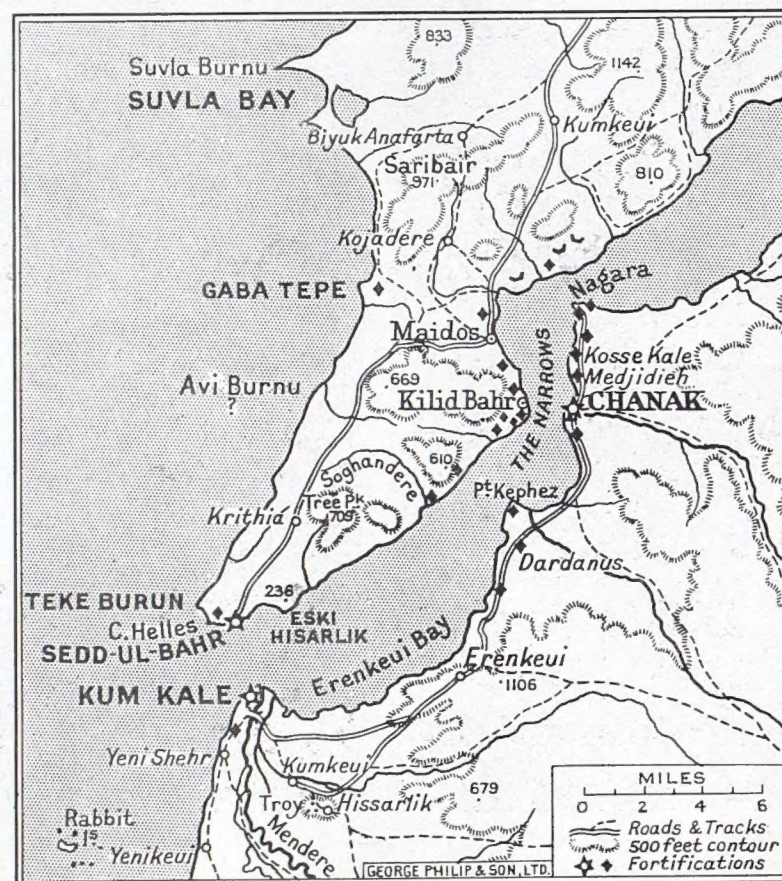 833
1142
Suvla Burnu
SUVLA BAY
Biyuk Anafarta
Kumkeui
Saribair
971
810
Kojadere
GABA TEPE
Nagara
Maidos
Kosse Kale
Medjidieh
Avi Burnu
?
669
Kilid Bahr
THE NARROWS
CHANAK
610
Soghandere
Pt. Kephez
Tree Pk.
709
Krithia
Dardanus
238
TEKE BURUN
C. Helles
ESKI
HISARLIK
SEDD-UL-BAHR
Erenkeui Bay
Erenkeui
1106
KUM KALE
Yeni Shehr
Kumkeui
679
Troy
Hissarlik
Mendere
Rabbit
Is.
Yenikeui
MILES
0 2 4 6
Roads & Tracks
500 feet contour
Fortifications
GEORGE PHILIP & SON, LTD.